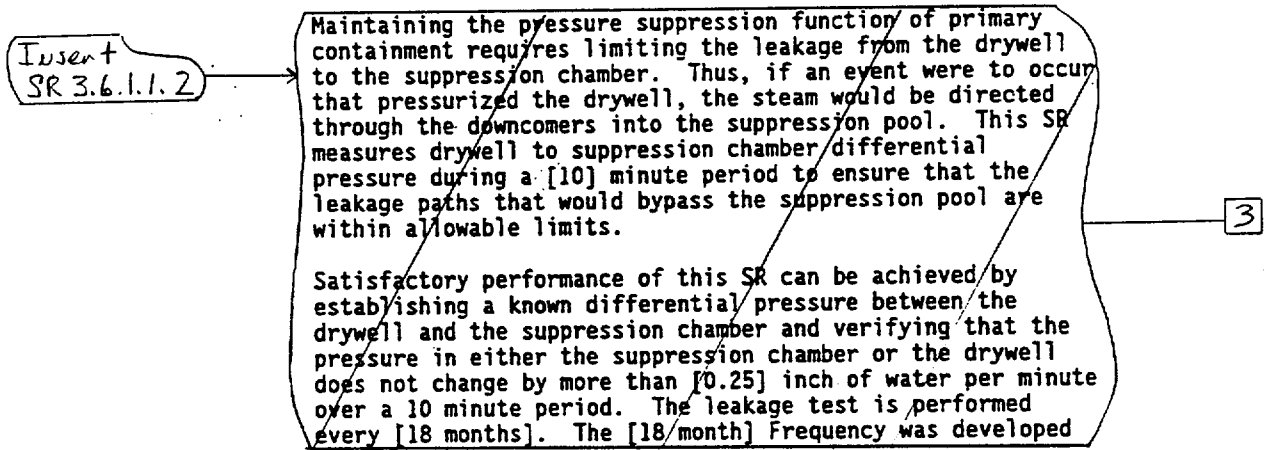 Insert
SR 3.6.1.1.2
Maintaining the pressure suppression function of primary
containment requires limiting the leakage from the drywell
to the suppression chamber. Thus, if an event were to occur
that pressurized the drywell, the steam would be directed
through the downcomers into the suppression pool. This SR
measures drywell to suppression chamber differential
pressure during a [10] minute period to ensure that the
leakage paths that would bypass the suppression pool are
within allowable limits.
3
Satisfactory performance of this SR can be achieved by
establishing a known differential pressure between the
drywell and the suppression chamber and verifying that the
pressure in either the suppression chamber or the drywell
does not change by more than [0.25] inch of water per minute
over a 10 minute period. The leakage test is performed
every [18 months]. The [18 month] Frequency was developed